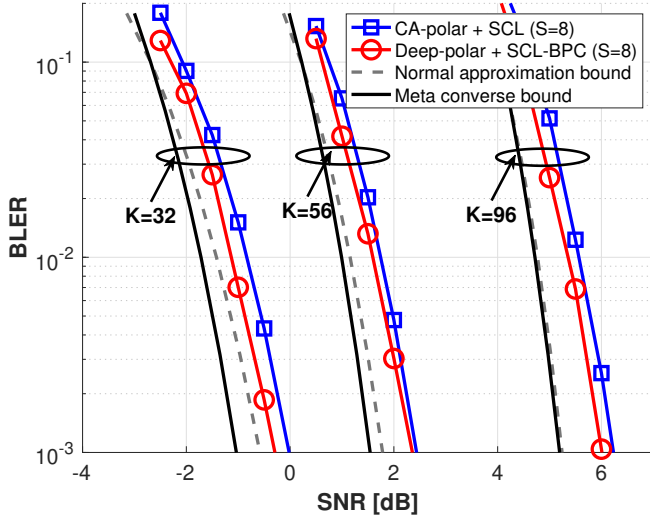 CA-polar + SCL (S=8)
Deep-polar + SCL-BPC (S=8)
Normal approximation bound
Meta converse bound
10^-1
10^-2
10^-3
BLER
K=32
K=56
K=96
-4 -2 0 2 4 6
SNR [dB]